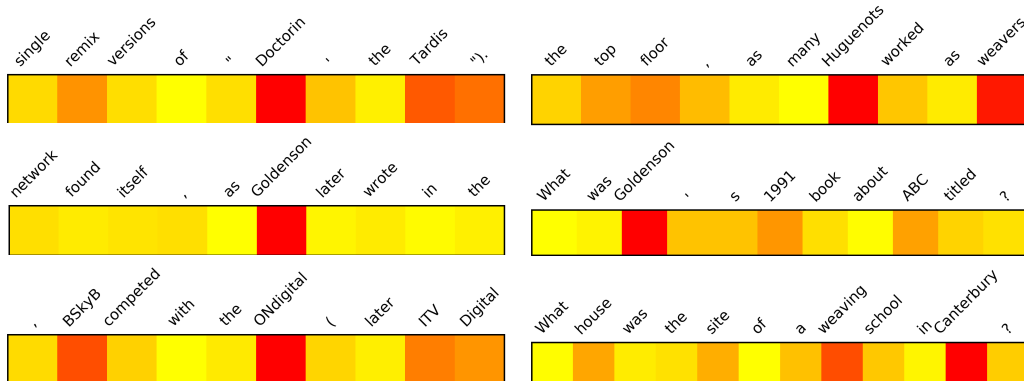 single remix versions of " Doctorin ' the Tardis ").
network found itself , as Goldenson later wrote in the
, BSkyB competed with the ONdigital ( later ITV Digital
the top floor , as many Huguenots worked as weavers
What was Goldenson ' s 1991 book about ABC titled ?
What house was the site of a weaving school in Canterbury ?